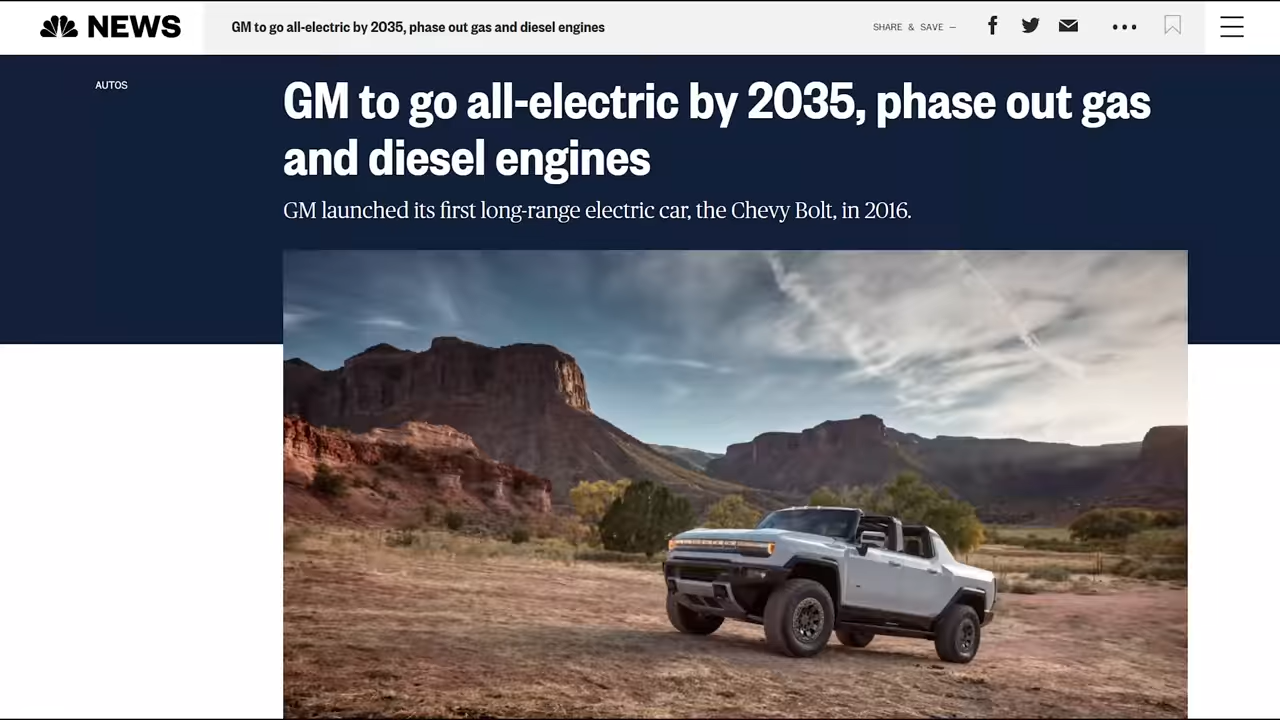 NEWS
GM to go all-electric by 2035, phase out gas and diesel engines
SHARE & SAVE —
AUTOS
GM to go all-electric by 2035, phase out gas
and diesel engines
GM launched its first long-range electric car, the Chevy Bolt, in 2016.